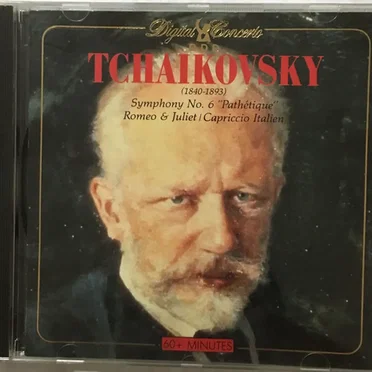 Digital Concerto
TCHAIKOVSKY
(1840-1893)
Symphony No. 6 "Pathétique"
Romeo & Juliet / Capriccio Italien
60+ MINUTES